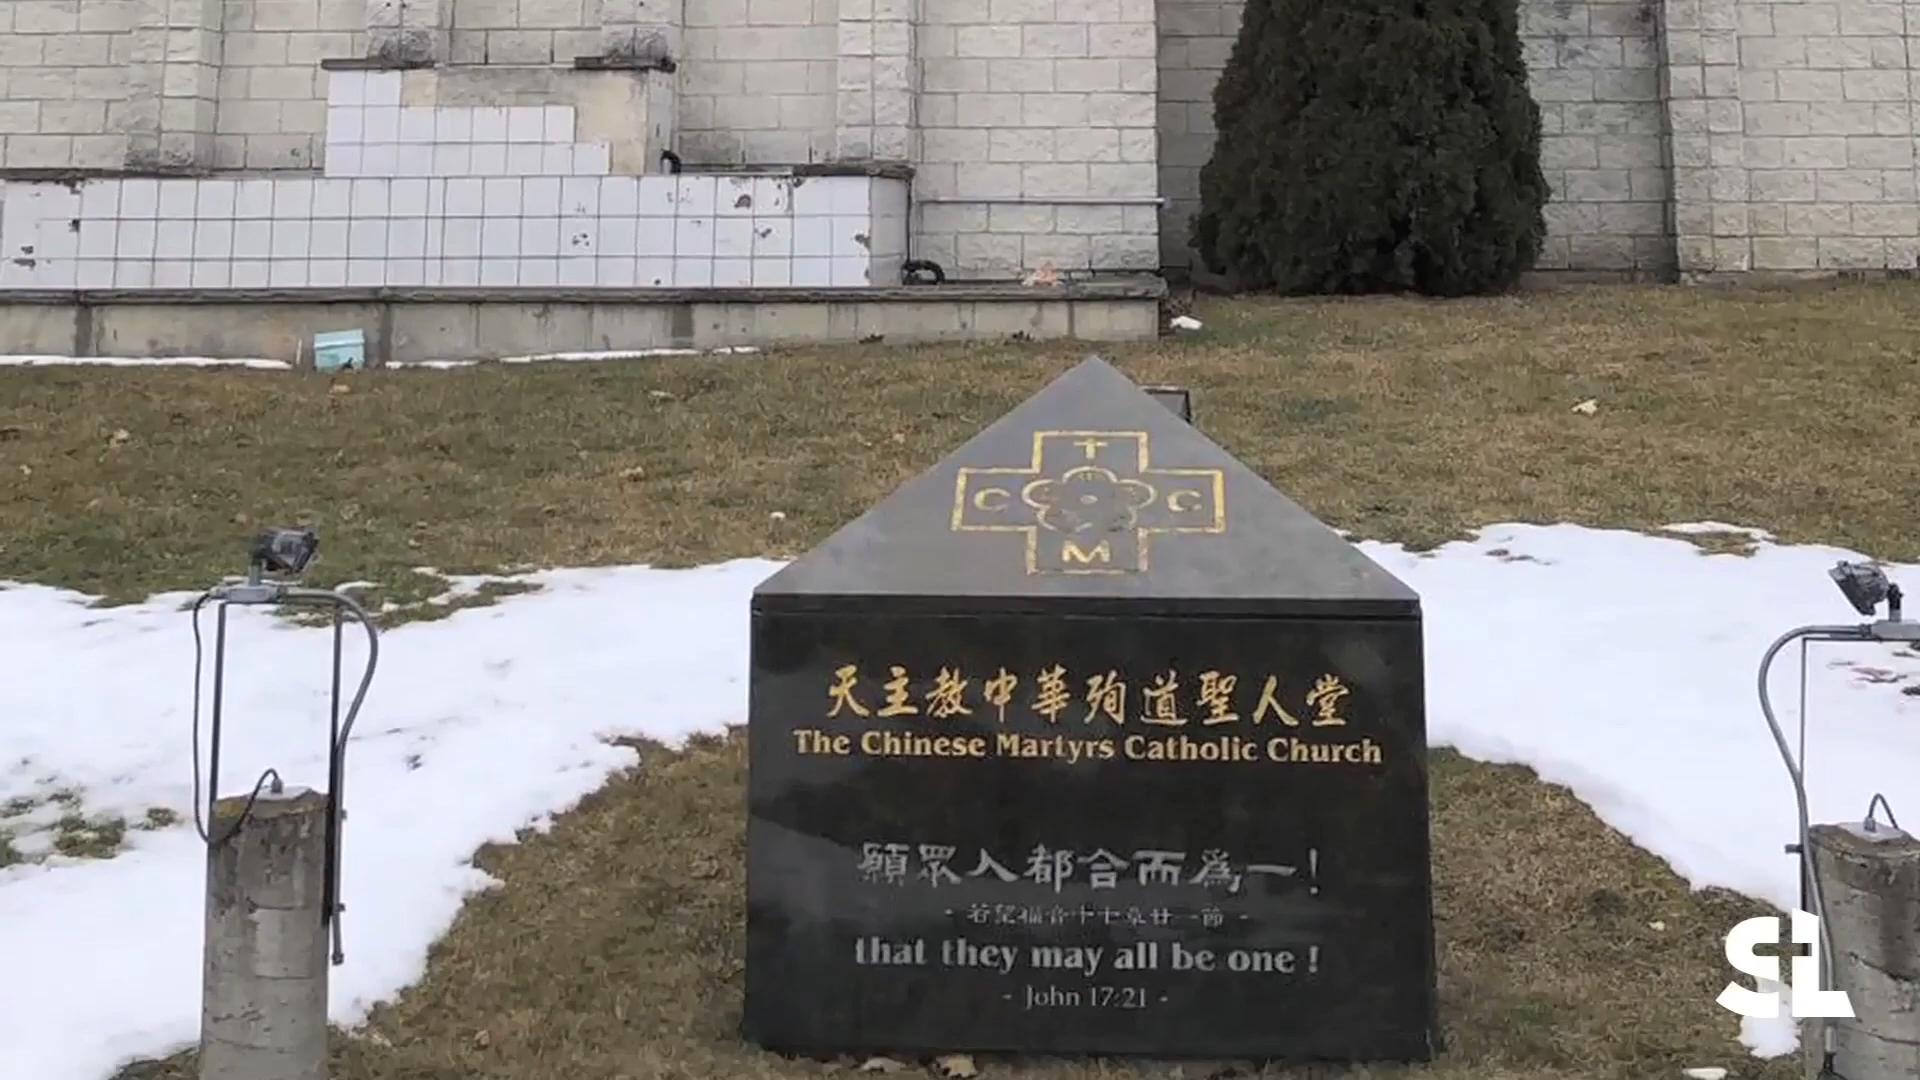 T
C C
M
天主教中華殉道聖人堂
The Chinese Martyrs Catholic Church
願眾人都合而為一!
- 若望福音十七章廿一節 -
that they may all be one !
- John 17:21 -
SL